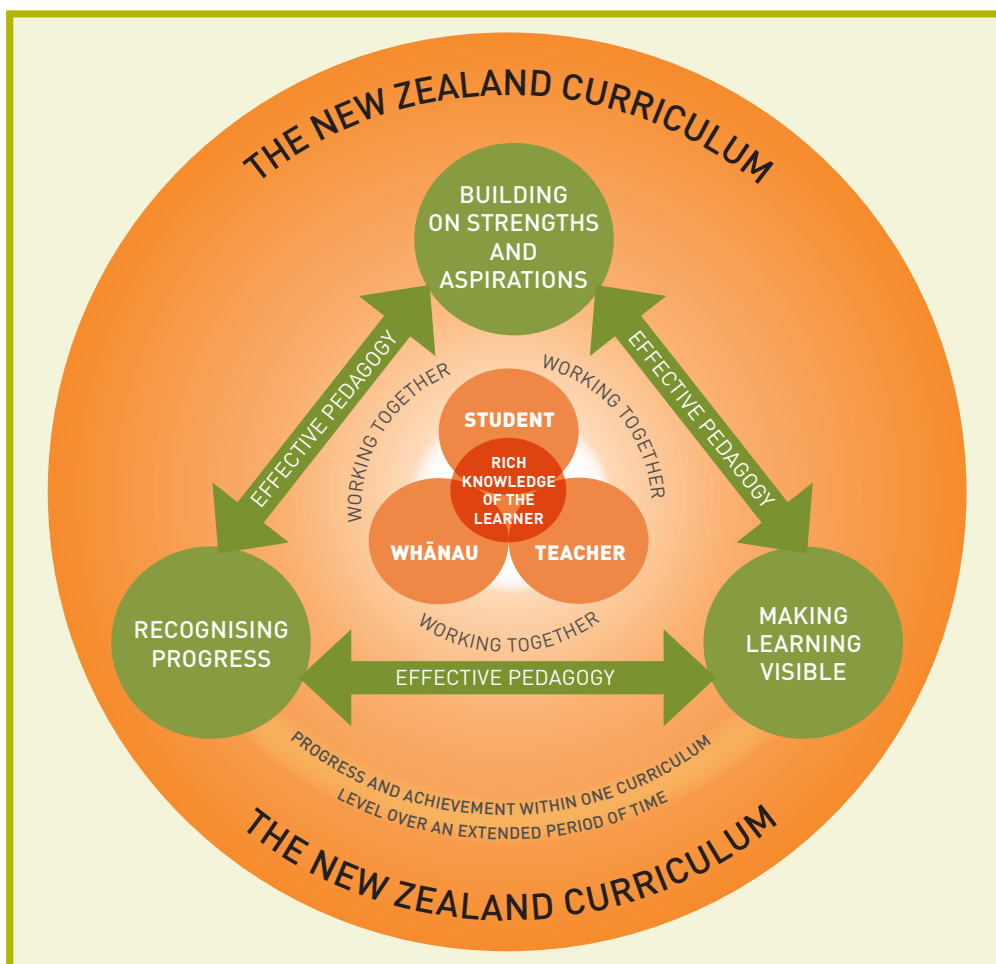 THE NEW ZEALAND CURRICULUM
BUILDING
ON STRENGTHS
AND
ASPIRATIONS
EFFECTIVE PEDAGOGY
EFFECTIVE PEDAGOGY
WORKING TOGETHER
WORKING TOGETHER
STUDENT
RICH
KNOWLEDGE
OF THE
LEARNER
WHĀNAU
TEACHER
WORKING TOGETHER
RECOGNISING
PROGRESS
MAKING
LEARNING
VISIBLE
EFFECTIVE PEDAGOGY
PROGRESS AND ACHIEVEMENT WITHIN ONE CURRICULUM
LEVEL OVER AN EXTENDED PERIOD OF TIME
THE NEW ZEALAND CURRICULUM